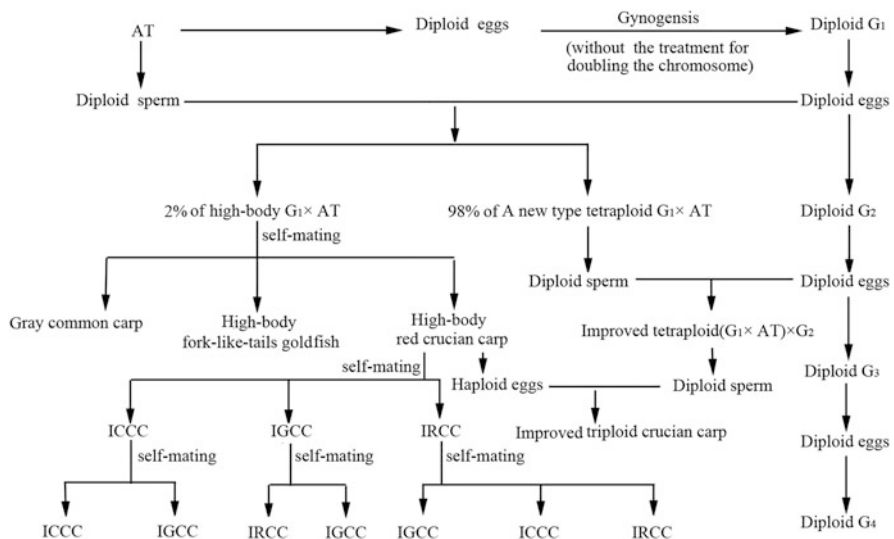 AT
Diploid eggs
Gynogensis
Diploid G1
(without the treatment for
doubling the chromosome)
Diploid sperm
Diploid eggs
2% of high-body G1× AT
98% of A new type tetraploid G1× AT
Diploid G2
self-mating
Diploid sperm
Diploid eggs
Gray common carp
High-body
fork-like-tails goldfish
High-body
red crucian carp
Improved tetraploid(G1× AT)×G2
self-mating
Haploid eggs
Diploid sperm
Diploid G3
ICCC
IGCC
IRCC
Improved triploid crucian carp
Diploid eggs
self-mating
self-mating
self-mating
ICCC
IGCC
IRCC
IGCC
IGCC
ICCC
IRCC
Diploid G4